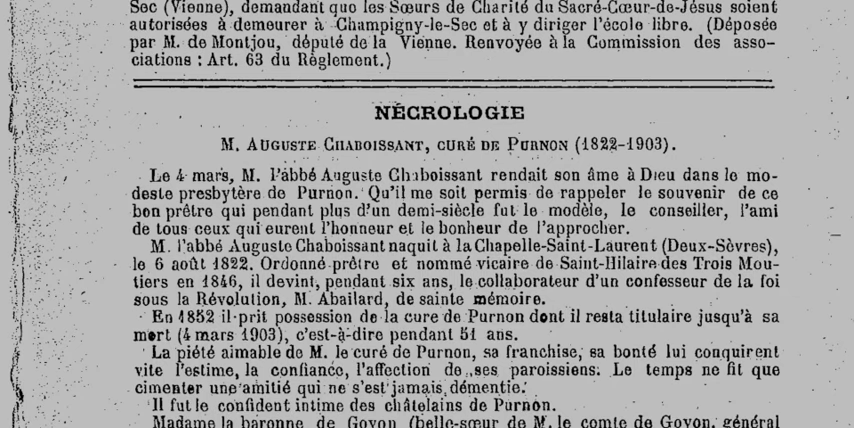 Sec (Vienne), demandant que les Sœurs de Charité du Sacré-Cœur-de-Jésus soient
autorisées à demeurer à Champigny-le-Sec et à y diriger l'école libre. (Déposée
par M. de Montjou, député de la Vienne. Renvoyée à la Commission des asso-
ciations : Art. 63 du Règlement.)
NÉCROLOGIE
M. AUGUSTE CHABOISSANT, CURÉ DE PURNON (1822-1903).
Le 4 mars, M. l'abbé Auguste Chaboissant rendait son âme à Dieu dans le mo-
deste presbytère de Purnon. Qu'il me soit permis de rappeler le souvenir de ce
bon prêtre qui pendant plus d'un demi-siècle fut le modèle, le conseiller, l'ami
de tous ceux qui eurent l'honneur et le bonheur de l'approcher.
M. l'abbé Auguste Chaboissant naquit à la Chapelle-Saint-Laurent (Deux-Sèvres),
le 6 août 1822. Ordonné prêtre et nommé vicaire de Saint-Hilaire des Trois Mou-
tiers en 1846, il devint, pendant six ans, le collaborateur d'un confesseur de la foi
sous la Révolution, M. Abailard, de sainte mémoire.
En 1852 il prit possession de la cure de Purnon dont il resta titulaire jusqu'à sa
mort (4 mars 1903), c'est-à-dire pendant 51 ans.
La piété aimable de M. le curé de Purnon, sa franchise, sa bonté lui conquirent
vite l'estime, la confiance, l'affection de ses paroissiens. Le temps ne fit que
cimenter une amitié qui ne s'est jamais démentie.
Il fut le confident intime des châtelains de Purnon.
Madame la baronne de Goyon (belle-sœur de M. le comte de Goyon, général